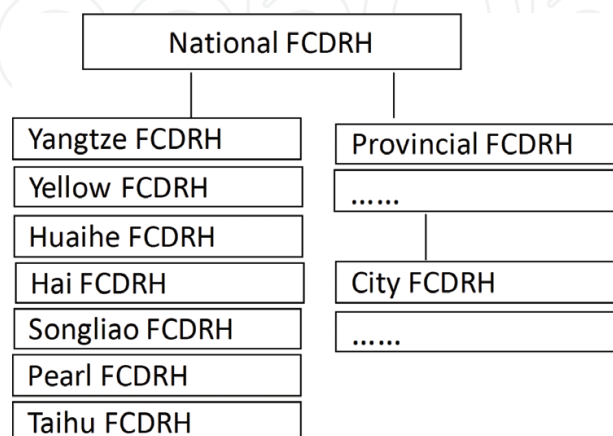 National FCDRH
Yangtze FCDRH
Yellow FCDRH
Huaihe FCDRH
Hai FCDRH
Songliao FCDRH
Pearl FCDRH
Taihu FCDRH
Provincial FCDRH
......
City FCDRH
......